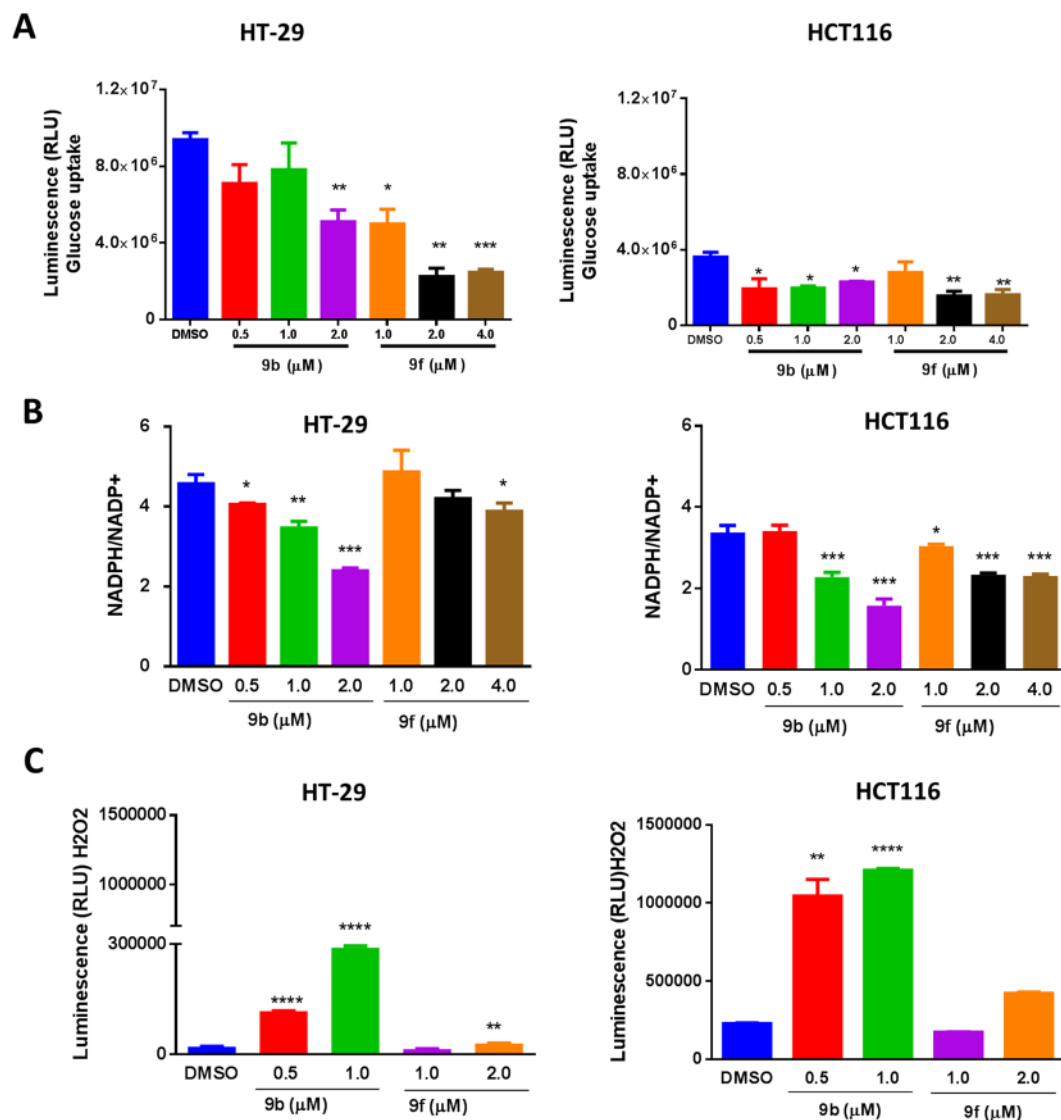 A
HT-29
HCT116
Luminescence (RLU)
Glucose uptake
1.2×10⁷
8.0×10⁶
4.0×10⁶
0
** * ** ***
DMSO 0.5 1.0 2.0 1.0 2.0 4.0
9b (μM) 9f (μM)
Luminescence (RLU)
Glucose uptake
1.2×10⁷
8.0×10⁶
4.0×10⁶
0
* * * ** **
DMSO 0.5 1.0 2.0 1.0 2.0 4.0
9b (μM) 9f (μM)
B
HT-29
HCT116
NADPH/NADP+
6
4
2
0
* ** *** *
DMSO 0.5 1.0 2.0 1.0 2.0 4.0
9b (μM) 9f (μM)
NADPH/NADP+
6
4
2
0
*** *** * *** ***
DMSO 0.5 1.0 2.0 1.0 2.0 4.0
9b (μM) 9f (μM)
C
HT-29
HCT116
Luminescence (RLU) H2O2
1500000
1000000
300000
0
**** **** **
DMSO 0.5 1.0 1.0 2.0
9b (μM) 9f (μM)
Luminescence (RLU)H2O2
1500000
1000000
500000
0
** ****
DMSO 0.5 1.0 1.0 2.0
9b (μM) 9f (μM)